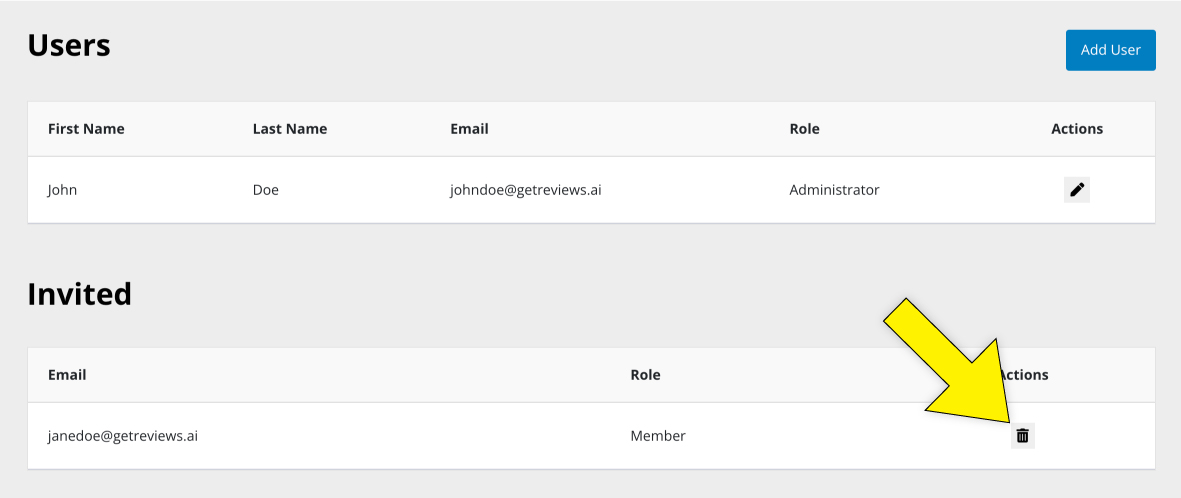 Users
Add User
First Name Last Name Email Role Actions
John Doe johndoe@getreviews.ai Administrator
Invited
Email Role Actions
janedoe@getreviews.ai Member